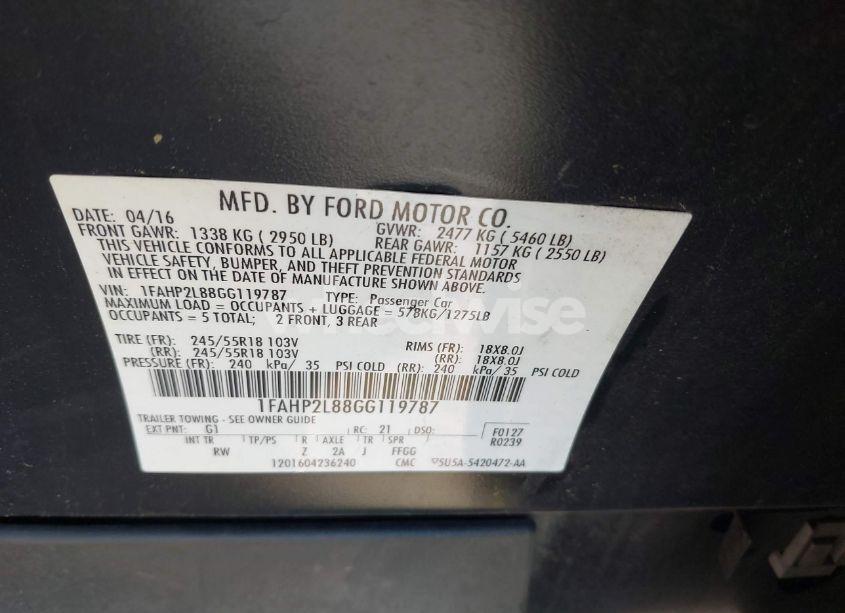 MFD. BY FORD MOTOR CO.
DATE: 04/16 GVWR: 2477 KG ( 5460 LB)
FRONT GAWR: 1338 KG ( 2950 LB) REAR GAWR: 1157 KG ( 2550 LB)
THIS VEHICLE CONFORMS TO ALL APPLICABLE FEDERAL MOTOR
VEHICLE SAFETY, BUMPER, AND THEFT PREVENTION STANDARDS
IN EFFECT ON THE DATE OF MANUFACTURE SHOWN ABOVE.
VIN: 1FAHP2L88GG119787 TYPE: Passenger Car
MAXIMUM LOAD = OCCUPANTS + LUGGAGE = 578KG/1275LB
OCCUPANTS = 5 TOTAL; 2 FRONT, 3 REAR
TIRE (FR): 245/55R18 103V RIMS (FR): 18X8.0J
(RR): 245/55R18 103V (RR): 18X8.0J
PRESSURE (FR): 240 kPa/ 35 PSI COLD (RR): 240 kPa/ 35 PSI COLD
1FAHP2L88GG119787
TRAILER TOWING - SEE OWNER GUIDE
EXT PNT: G1 RC: 21 DSO: F0127
INT TR TP/PS R AXLE TR SPR R0239
RW Z 2A J FFGG
1201604236240 CMC 5U5A-5420472-AA